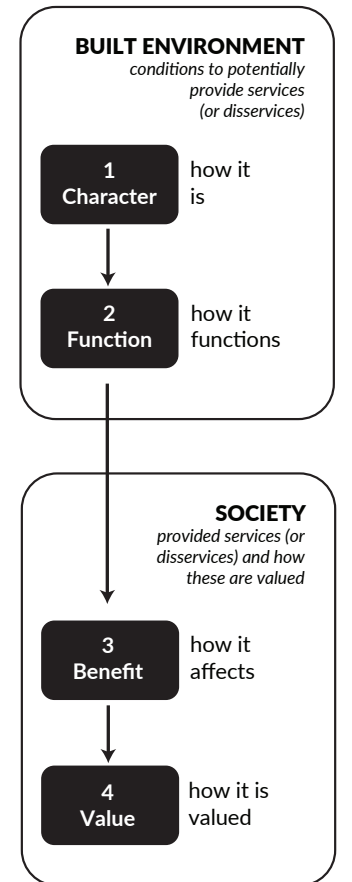 BUILT ENVIRONMENT
conditions to potentially
provide services
(or disservices)
1
Character
how it
is
2
Function
how it
functions
SOCIETY
provided services (or
disservices) and how
these are valued
3
Benefit
how it
affects
4
Value
how it is
valued